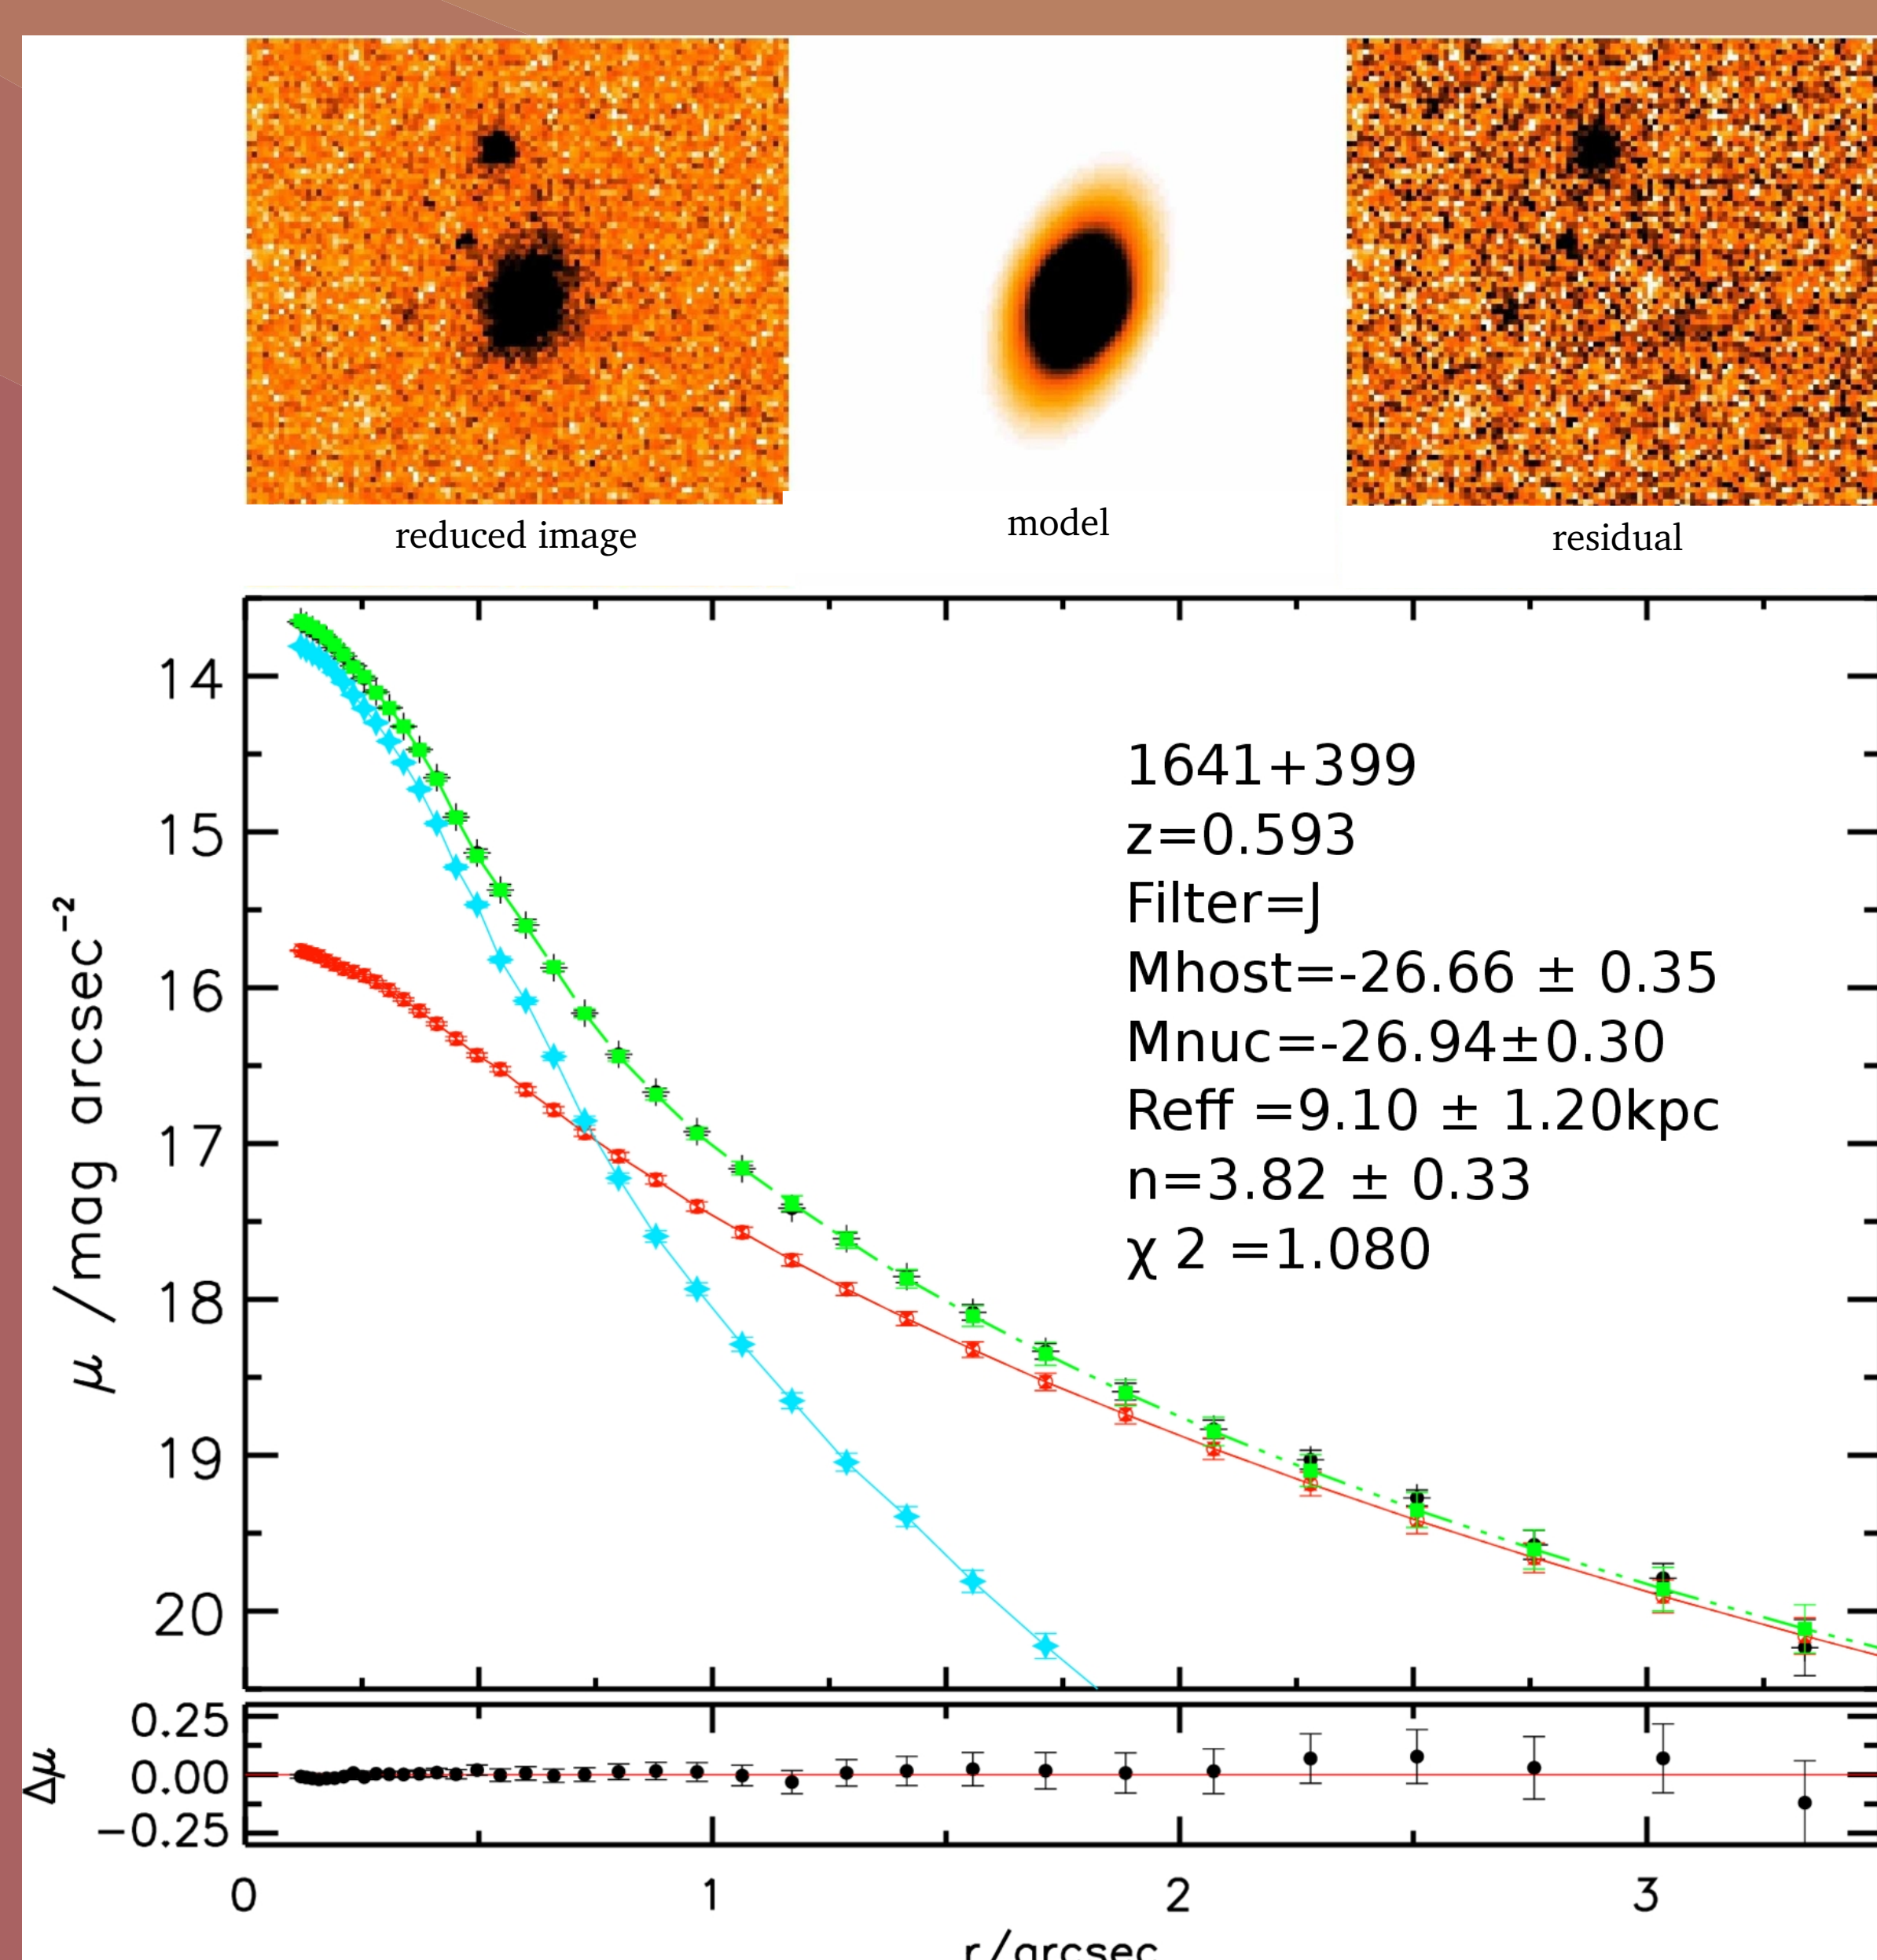 reduced image
model
residual
14
15
16
17
18
19
20
μ /mag arcsec⁻²
1641+399
z=0.593
Filter=J
Mhost=-26.66 ± 0.35
Mnuc=-26.94±0.30
Reff =9.10 ± 1.20kpc
n=3.82 ± 0.33
χ 2 =1.080
0.25
0.00
−0.25
Δμ
0 1 2 3
r/arcsec